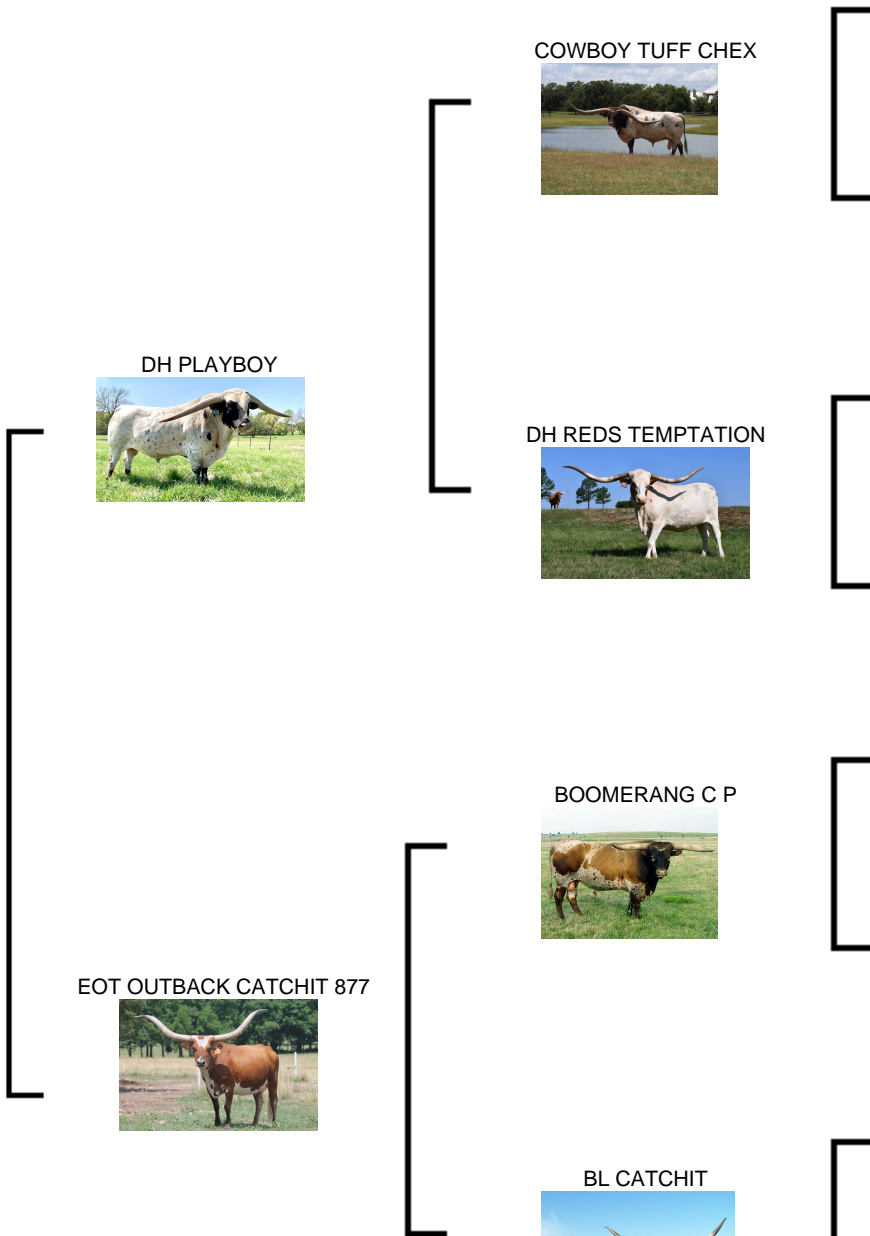 COWBOY TUFF CHEX
DH PLAYBOY
DH REDS TEMPTATION
BOOMERANG C P
EOT OUTBACK CATCHIT 877
BL CATCHIT